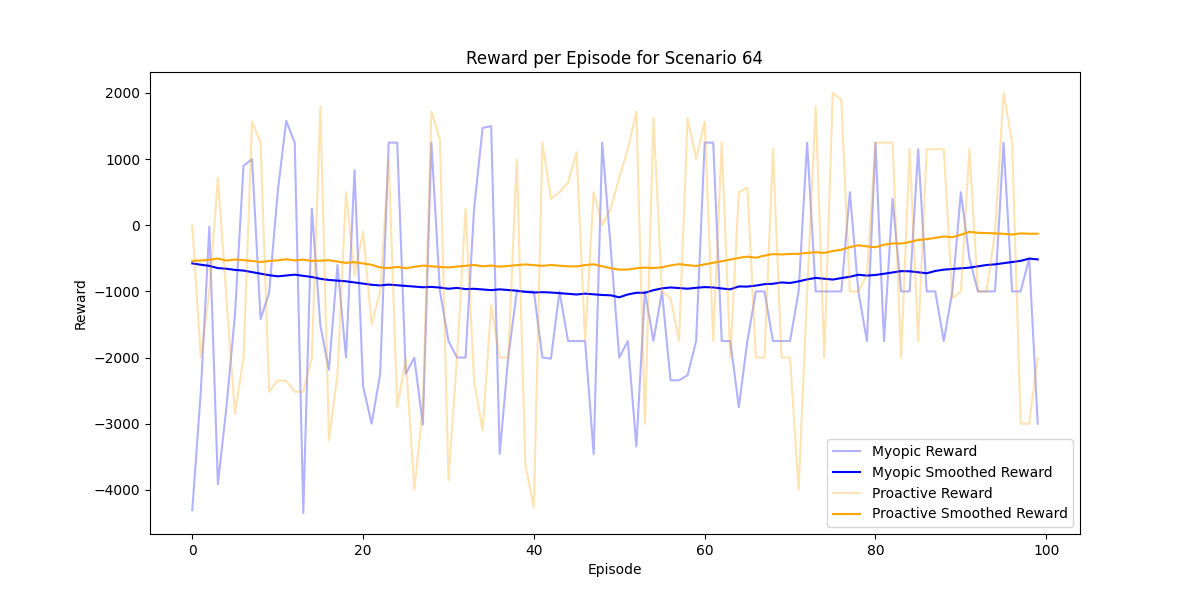 Reward per Episode for Scenario 64
2000
1000
0
−1000
−2000
−3000
−4000
Reward
0 20 40 60 80 100
Episode
Myopic Reward
Myopic Smoothed Reward
Proactive Reward
Proactive Smoothed Reward